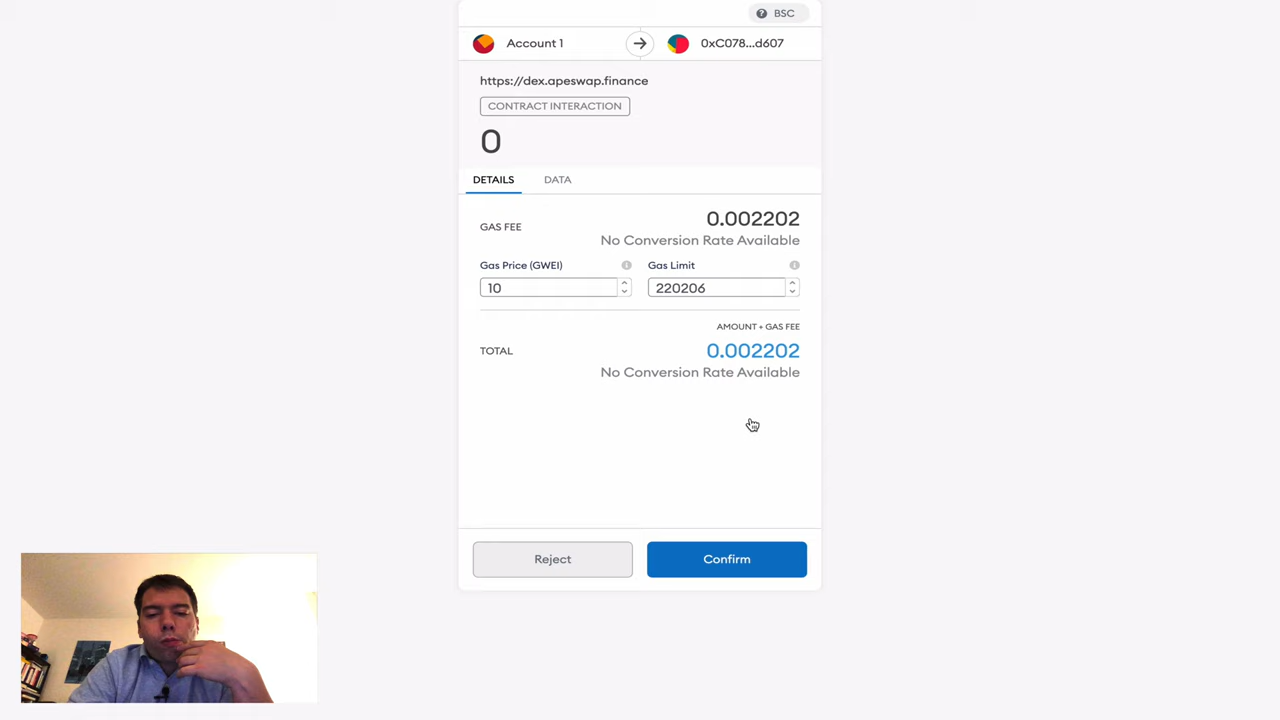 BSC
Account 1
0xC078...d607
https://dex.apeswap.finance
CONTRACT INTERACTION
0
DETAILS
DATA
GAS FEE
0.002202
No Conversion Rate Available
Gas Price (GWEI)
Gas Limit
10
220206
AMOUNT + GAS FEE
TOTAL
0.002202
No Conversion Rate Available
Reject
Confirm